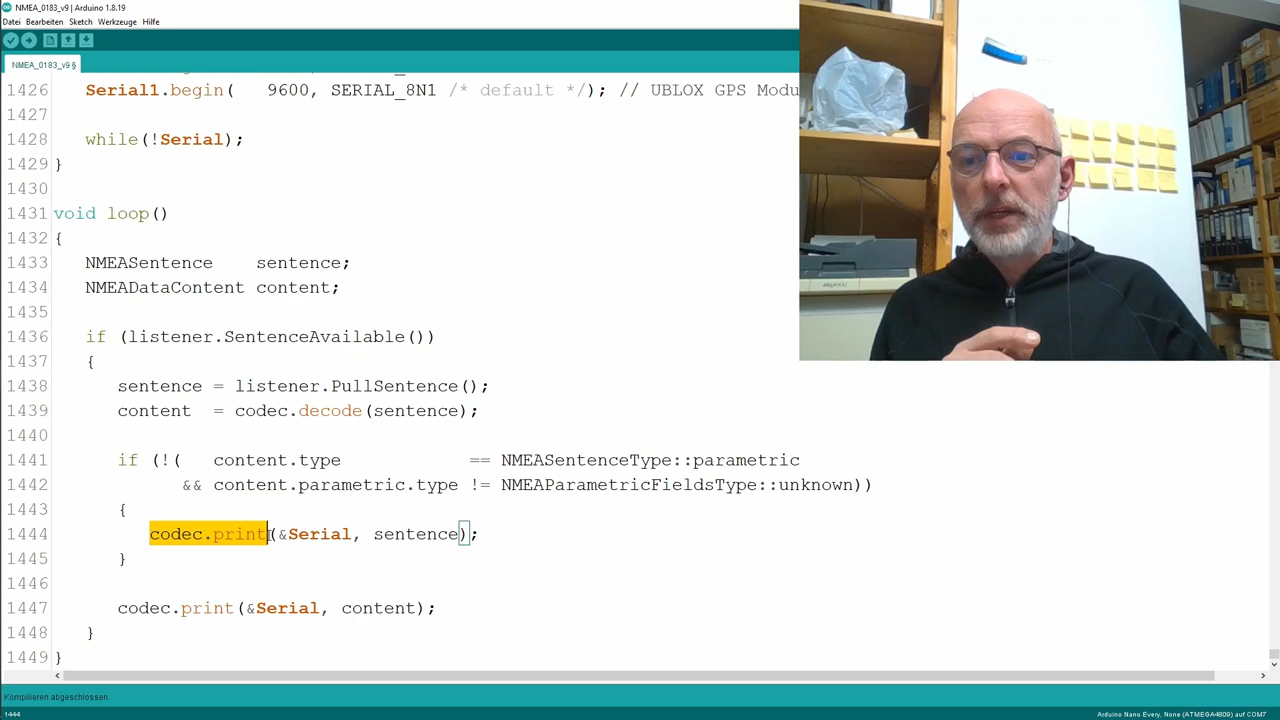 NMEA_0183_v9 | Arduino 1.8.19
Datei Bearbeiten Sketch Werkzeuge Hilfe
NMEA_0183_v9 §
1426 Serial1.begin( 9600, SERIAL_8N1 /* default */); // UBLOX GPS Modu
1427
1428 while(!Serial);
1429 }
1430
1431 void loop()
1432 {
1433 NMEASentence sentence;
1434 NMEADataContent content;
1435
1436 if (listener.SentenceAvailable())
1437 {
1438 sentence = listener.PullSentence();
1439 content = codec.decode(sentence);
1440
1441 if (!( content.type == NMEASentenceType::parametric
1442 && content.parametric.type != NMEAParametricFieldsType::unknown))
1443 {
1444 codec.print(&Serial, sentence);
1445 }
1446
1447 codec.print(&Serial, content);
1448 }
1449 }
Kompilieren abgeschlossen.
1444 Arduino Nano Every, None (ATMEGA4809) auf COM7